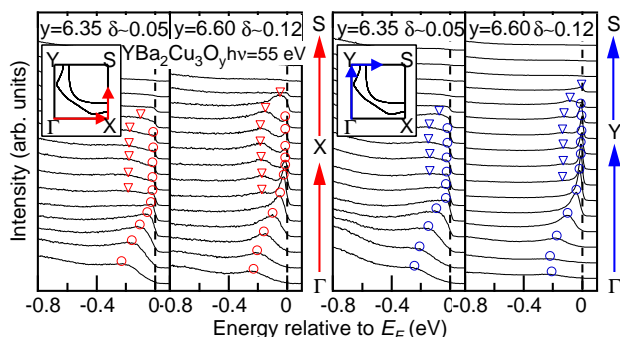 y=6.35 δ~0.05 y=6.60 δ~0.12 S y=6.35 δ~0.05 y=6.60 δ~0.12 S
YBa2Cu3Oy hν=55 eV
Y S Y S
Γ X Γ X
X Y
Γ Γ
Intensity (arb. units)
-0.8 -0.4 0 -0.8 -0.4 0 -0.8 -0.4 0 -0.8 -0.4 0
Energy relative to EF (eV)